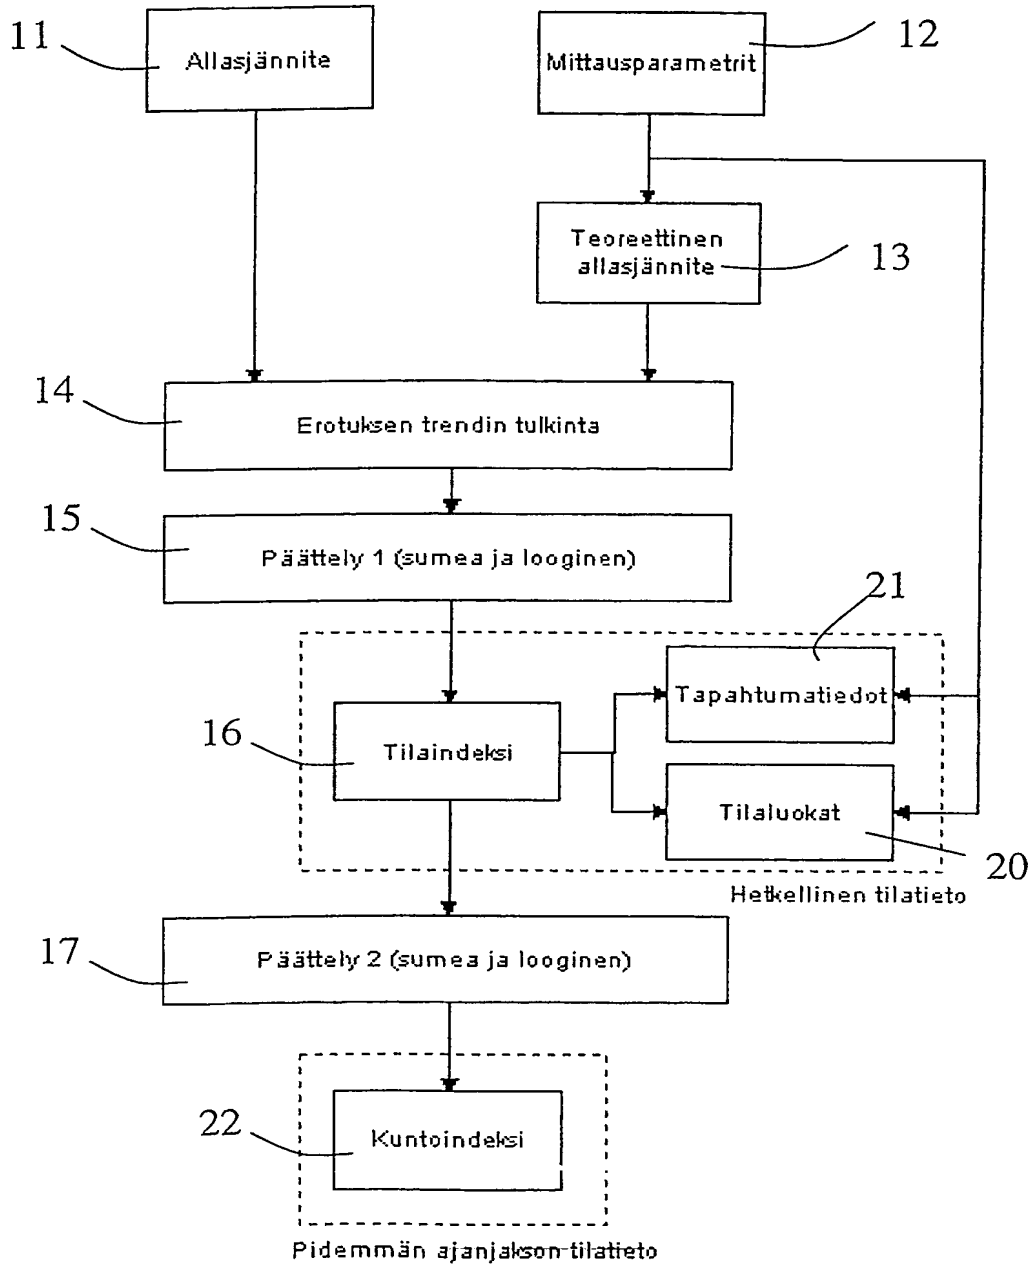 11
Allasjännite
Mittausparametrit
12
Teoreettinen
allasjännite
13
14
Erotuksen trendin tulkinta
15
Päättely 1 (sumea ja looginen)
21
Tapahtumatiedot
16
Tilaindeksi
Tilaluokat
20
Hetkellinen tilatieto
17
Päättely 2 (sumea ja looginen)
22
Kuntoindeksi
Pidemmän ajanjakson tilatieto